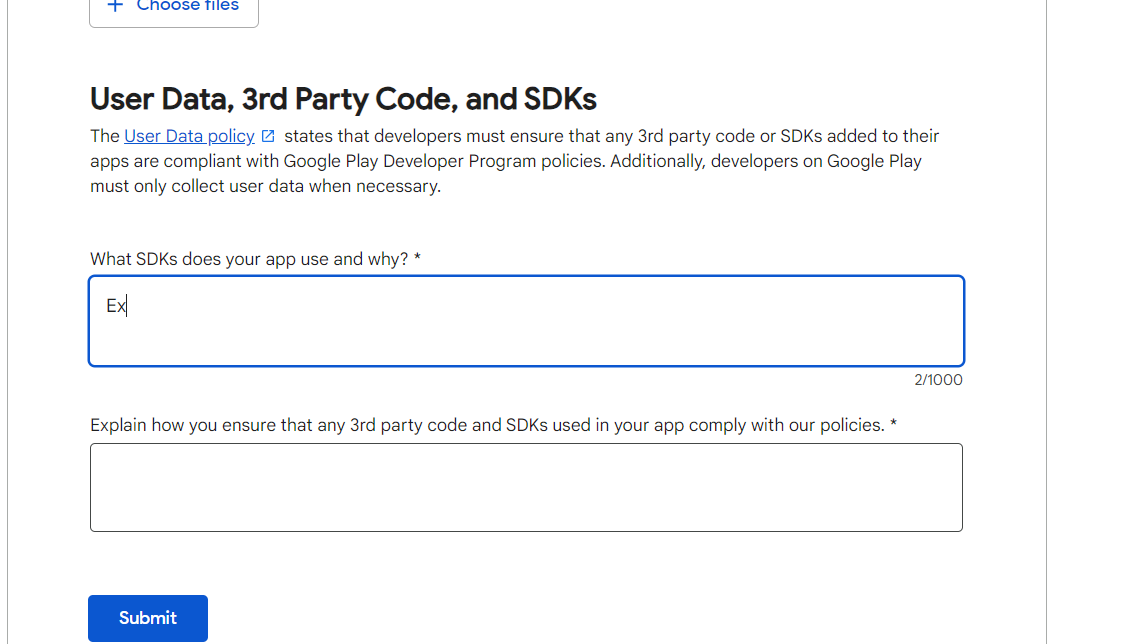 + Choose files
User Data, 3rd Party Code, and SDKs
The User Data policy states that developers must ensure that any 3rd party code or SDKs added to their
apps are compliant with Google Play Developer Program policies. Additionally, developers on Google Play
must only collect user data when necessary.
What SDKs does your app use and why? *
Ex
2/1000
Explain how you ensure that any 3rd party code and SDKs used in your app comply with our policies. *
Submit